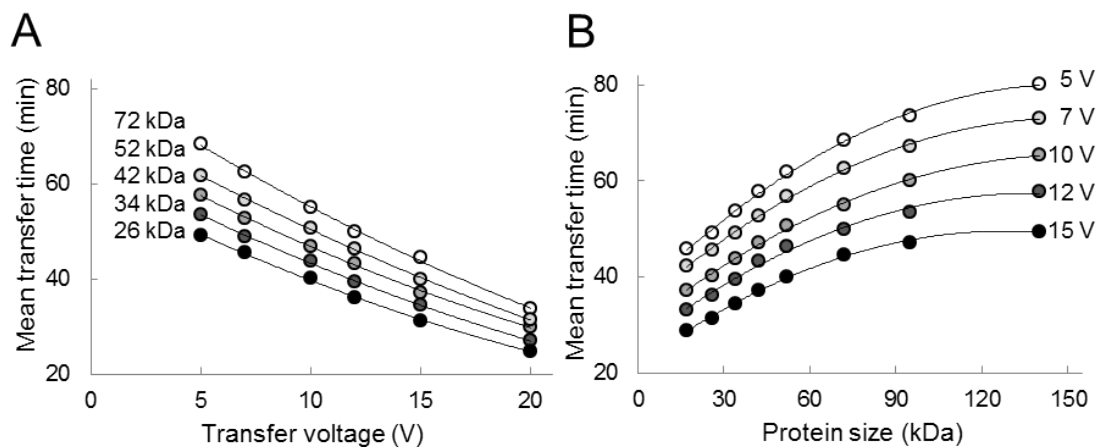 A
Mean transfer time (min)
80
60
40
20
72 kDa
52 kDa
42 kDa
34 kDa
26 kDa
0
5
10
15
20
Transfer voltage (V)
B
Mean transfer time (min)
80
60
40
20
5 V
7 V
10 V
12 V
15 V
0
30
60
90
120
150
Protein size (kDa)